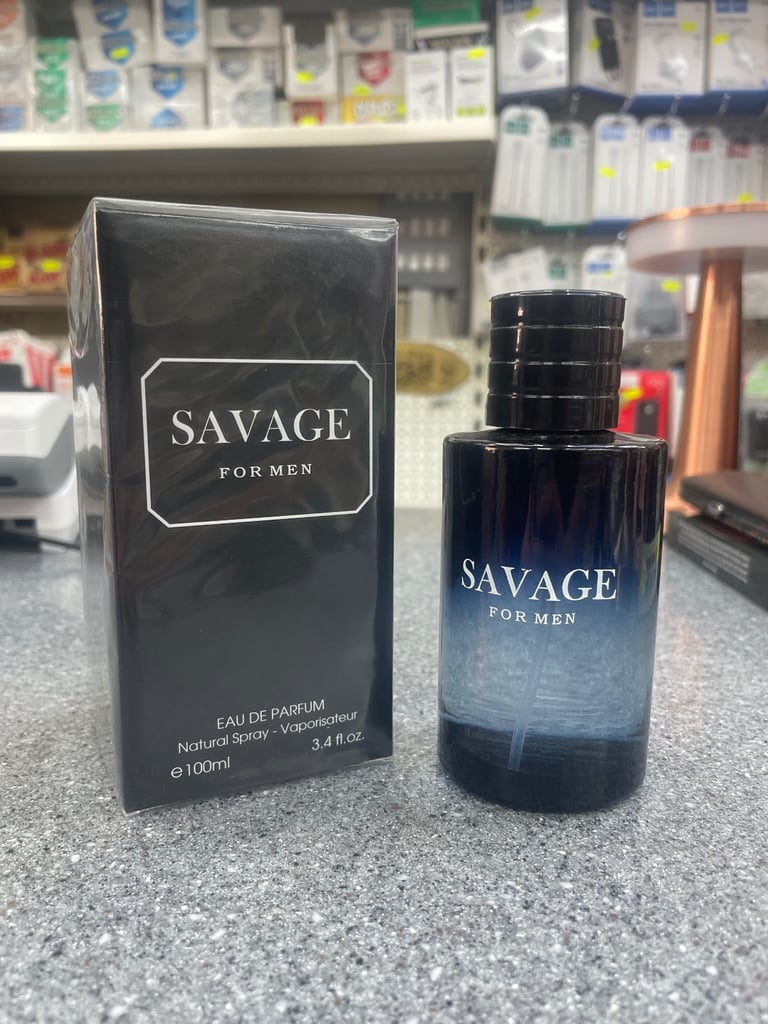 SAVAGE
FOR MEN
EAU DE PARFUM
Natural Spray - Vaporisateur
3.4 fl.oz.
e100ml
SAVAGE
FOR MEN